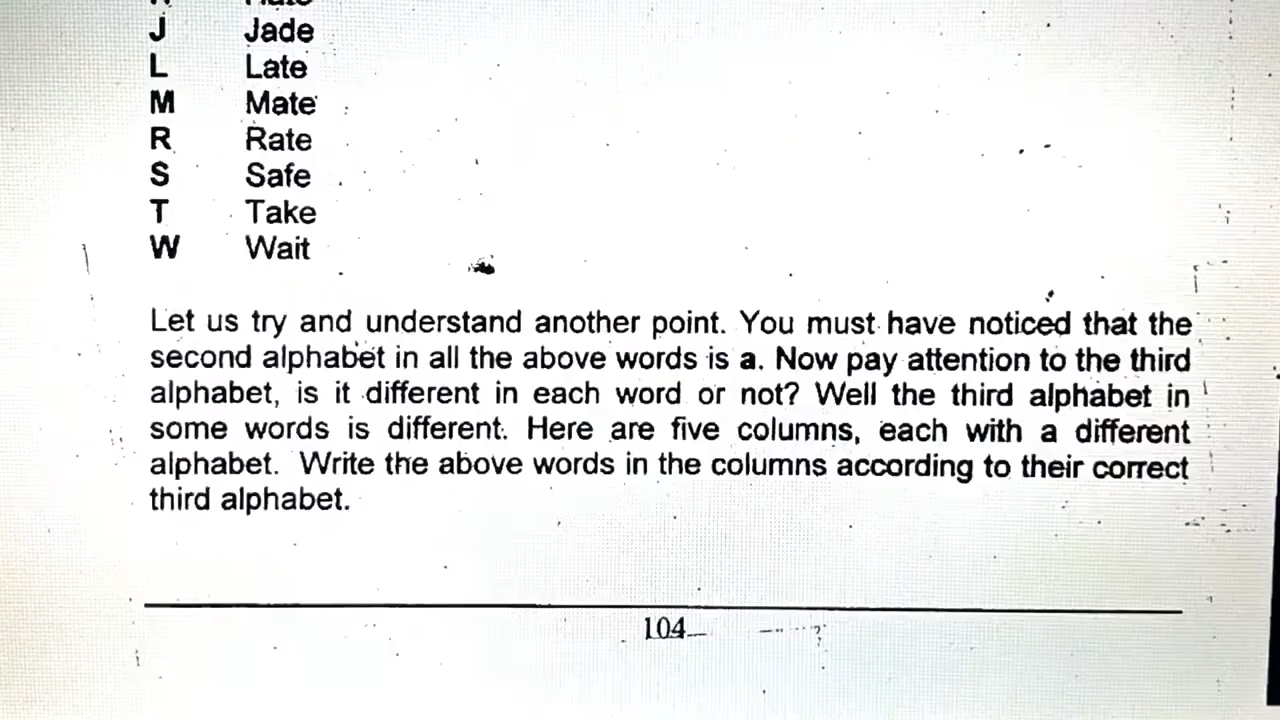 J Jade
L Late
M Mate
R Rate
S Safe
T Take
W Wait
Let us try and understand another point. You must have noticed that the
second alphabet in all the above words is a. Now pay attention to the third
alphabet, is it different in each word or not? Well the third alphabet in
some words is different. Here are five columns, each with a different
alphabet. Write the above words in the columns according to their correct
third alphabet.
104